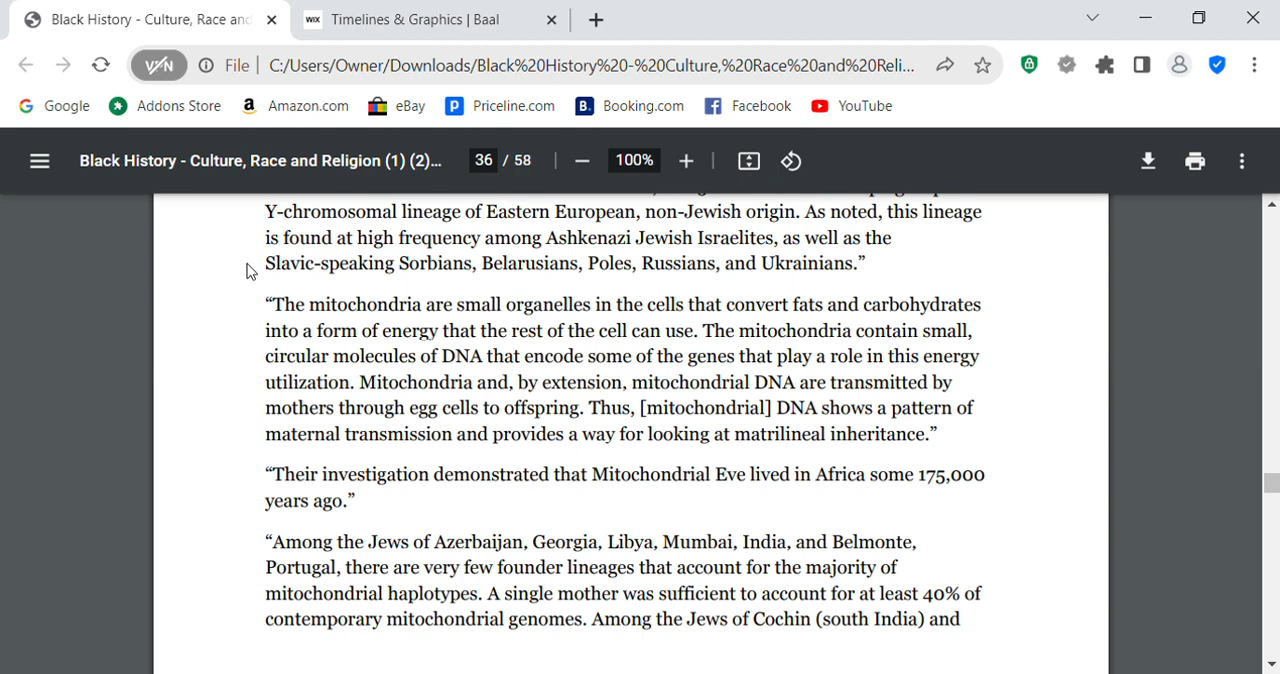 Black History - Culture, Race and
WIX Timelines & Graphics | Baal
VPN File C:/Users/Owner/Downloads/Black%20History%20-%20Culture,%20Race%20and%20Reli...
Google Addons Store Amazon.com eBay Priceline.com Booking.com Facebook YouTube
Black History - Culture, Race and Religion (1) (2)... 36 / 58 100%
Y-chromosomal lineage of Eastern European, non-Jewish origin. As noted, this lineage
is found at high frequency among Ashkenazi Jewish Israelites, as well as the
Slavic-speaking Sorbians, Belarusians, Poles, Russians, and Ukrainians.”
“The mitochondria are small organelles in the cells that convert fats and carbohydrates
into a form of energy that the rest of the cell can use. The mitochondria contain small,
circular molecules of DNA that encode some of the genes that play a role in this energy
utilization. Mitochondria and, by extension, mitochondrial DNA are transmitted by
mothers through egg cells to offspring. Thus, [mitochondrial] DNA shows a pattern of
maternal transmission and provides a way for looking at matrilineal inheritance.”
“Their investigation demonstrated that Mitochondrial Eve lived in Africa some 175,000
years ago.”
“Among the Jews of Azerbaijan, Georgia, Libya, Mumbai, India, and Belmonte,
Portugal, there are very few founder lineages that account for the majority of
mitochondrial haplotypes. A single mother was sufficient to account for at least 40% of
contemporary mitochondrial genomes. Among the Jews of Cochin (south India) and